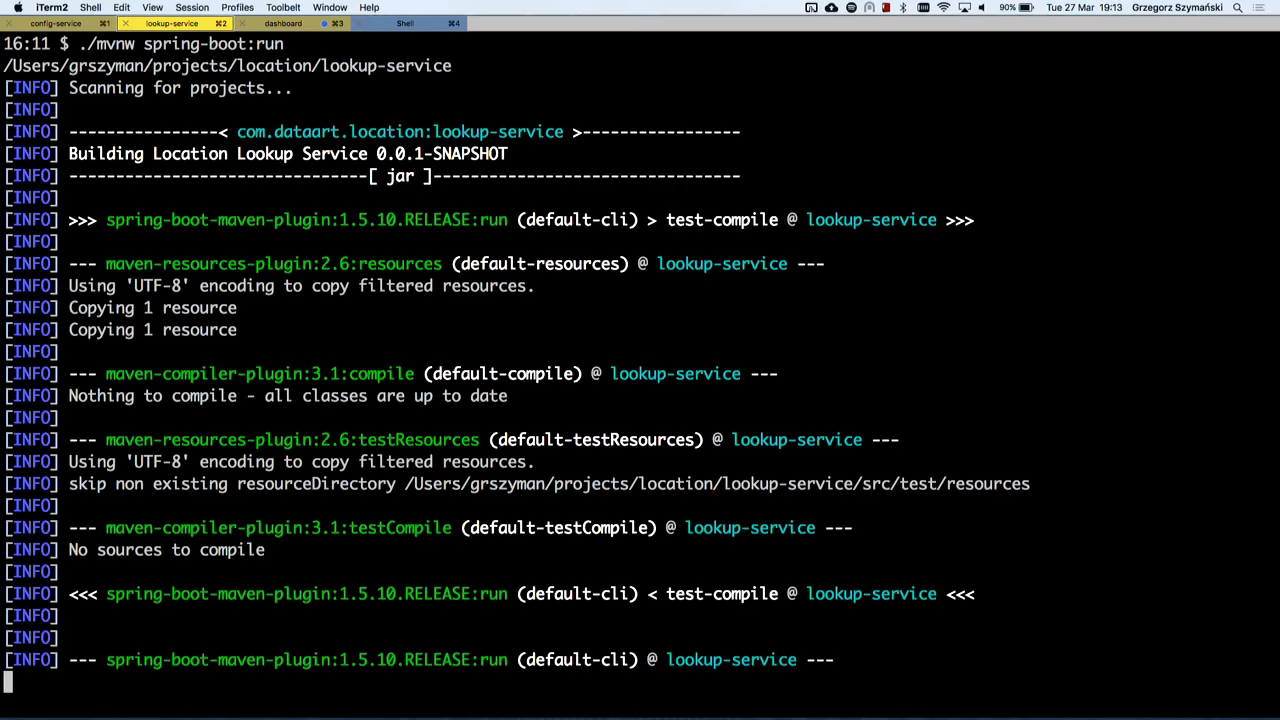 iTerm2 Shell Edit View Session Profiles Toolbelt Window Help 90% Tue 27 Mar 19:13 Grzegorz Szymański
config-service ⌘1 lookup-service ⌘2 dashboard ⌘3 Shell ⌘4
16:11 $ ./mvnw spring-boot:run
/Users/grszyman/projects/location/lookup-service
[INFO] Scanning for projects...
[INFO]
[INFO] ----------------< com.dataart.location:lookup-service >-----------------
[INFO] Building Location Lookup Service 0.0.1-SNAPSHOT
[INFO] --------------------------------[ jar ]---------------------------------
[INFO]
[INFO] >>> spring-boot-maven-plugin:1.5.10.RELEASE:run (default-cli) > test-compile @ lookup-service >>>
[INFO]
[INFO] --- maven-resources-plugin:2.6:resources (default-resources) @ lookup-service ---
[INFO] Using 'UTF-8' encoding to copy filtered resources.
[INFO] Copying 1 resource
[INFO] Copying 1 resource
[INFO]
[INFO] --- maven-compiler-plugin:3.1:compile (default-compile) @ lookup-service ---
[INFO] Nothing to compile - all classes are up to date
[INFO]
[INFO] --- maven-resources-plugin:2.6:testResources (default-testResources) @ lookup-service ---
[INFO] Using 'UTF-8' encoding to copy filtered resources.
[INFO] skip non existing resourceDirectory /Users/grszyman/projects/location/lookup-service/src/test/resources
[INFO]
[INFO] --- maven-compiler-plugin:3.1:testCompile (default-testCompile) @ lookup-service ---
[INFO] No sources to compile
[INFO]
[INFO] <<< spring-boot-maven-plugin:1.5.10.RELEASE:run (default-cli) < test-compile @ lookup-service <<<
[INFO]
[INFO]
[INFO] --- spring-boot-maven-plugin:1.5.10.RELEASE:run (default-cli) @ lookup-service ---